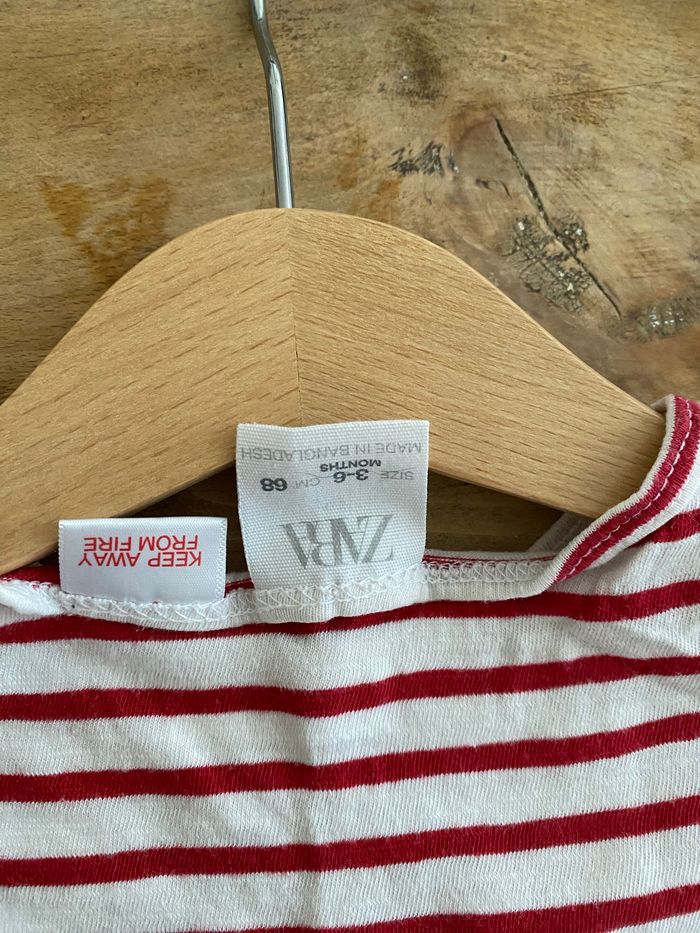 ZARA
SIZE 3-6 CM 68
MONTHS
MADE IN BANGLADESH
KEEP AWAY
FROM FIRE